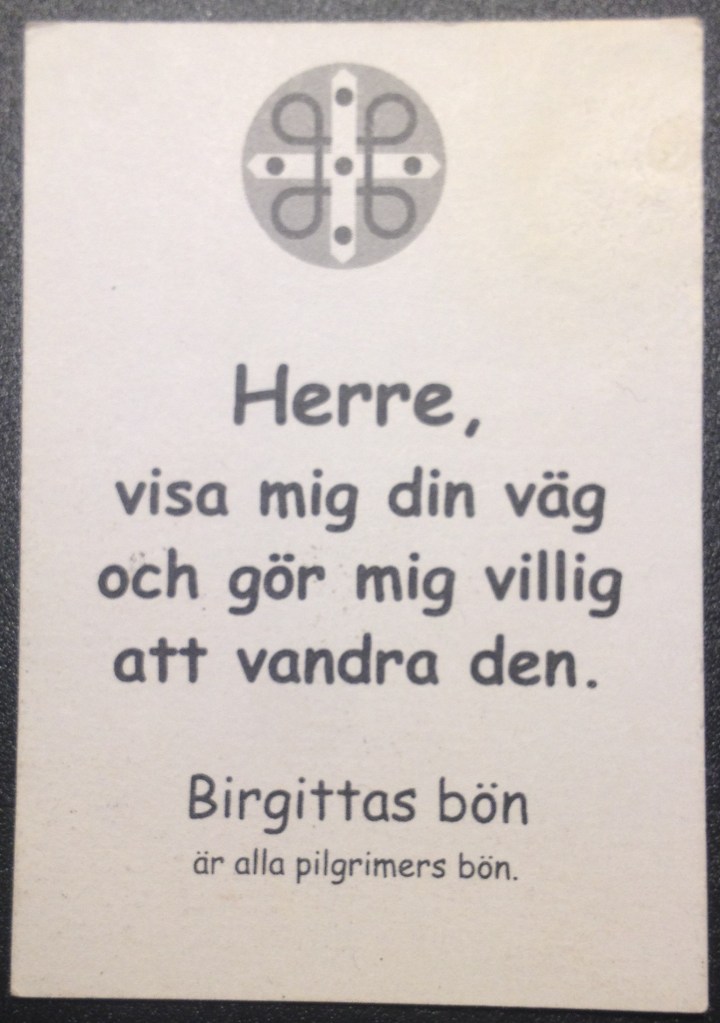 Herre,
visa mig din väg
och gör mig villig
att vandra den.
Birgittas bön
är alla pilgrimers bön.